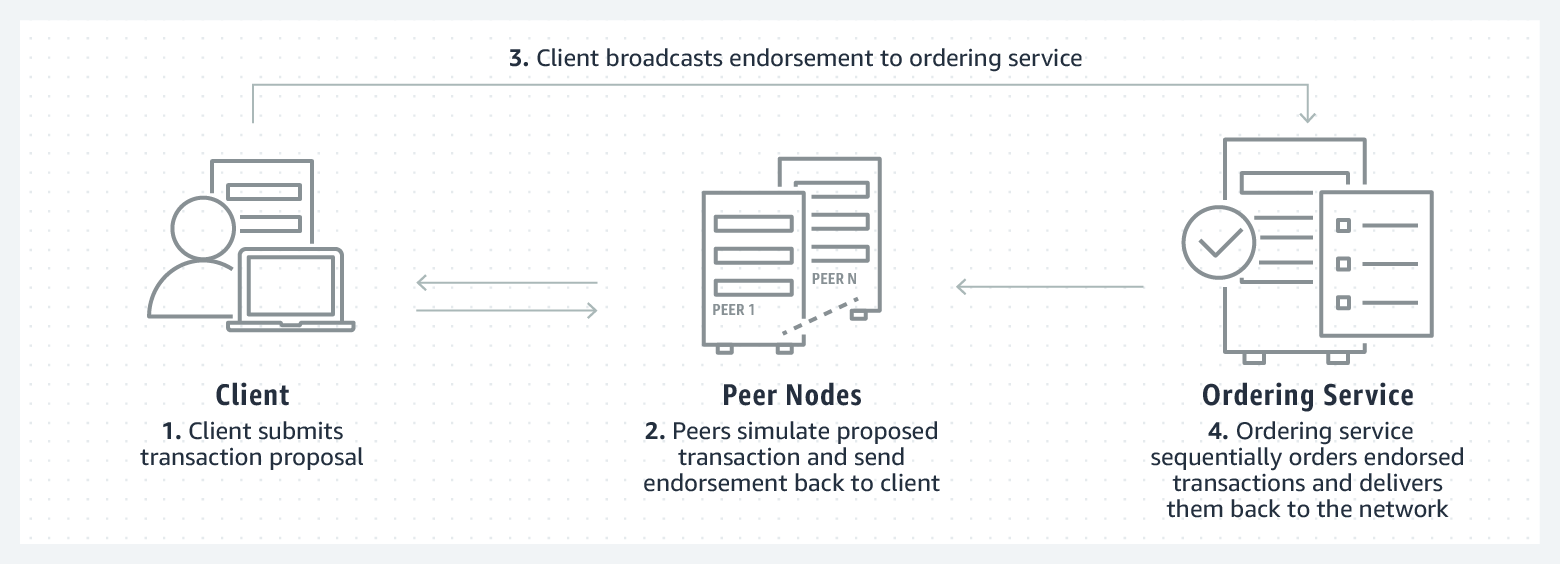 3. Client broadcasts endorsement to ordering service
PEER N
PEER 1
Client
1. Client submits
transaction proposal
Peer Nodes
2. Peers simulate proposed
transaction and send
endorsement back to client
Ordering Service
4. Ordering service
sequentially orders endorsed
transactions and delivers
them back to the network